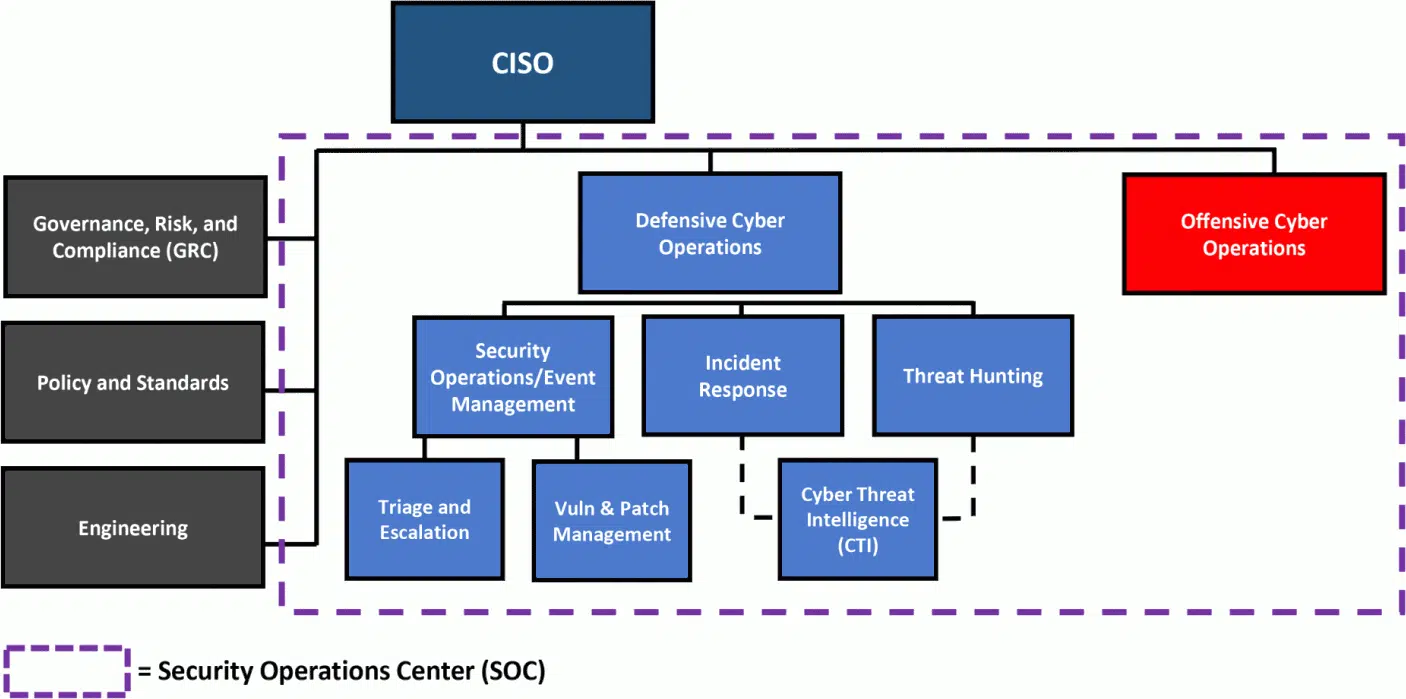 CISO
Governance, Risk, and
Compliance (GRC)
Policy and Standards
Engineering
Defensive Cyber
Operations
Offensive Cyber
Operations
Security
Operations/Event
Management
Incident
Response
Threat Hunting
Triage and
Escalation
Vuln & Patch
Management
Cyber Threat
Intelligence
(CTI)
= Security Operations Center (SOC)